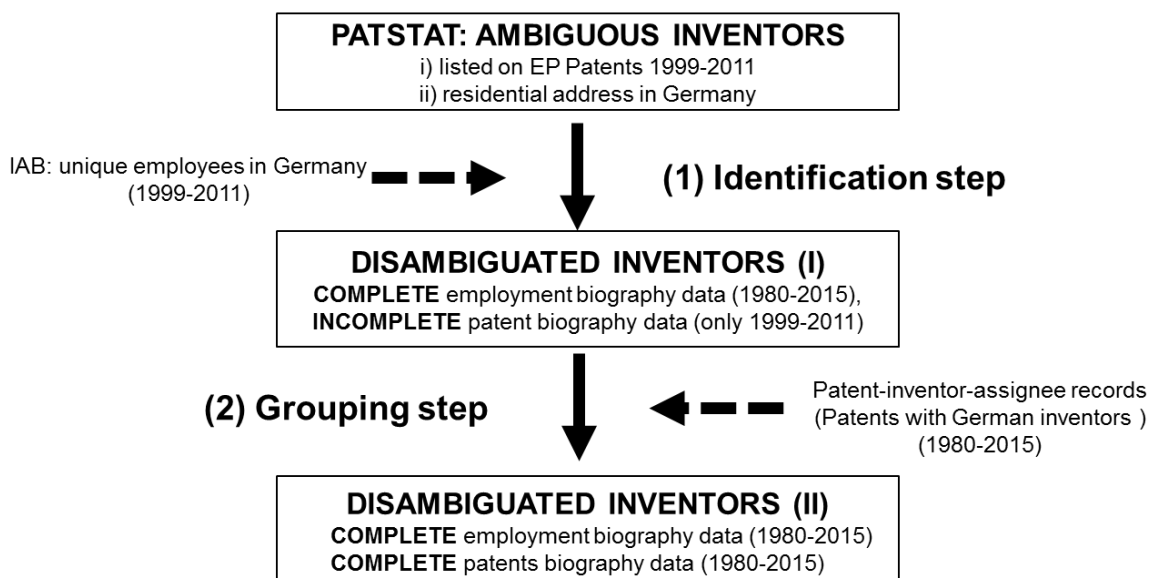 PATSTAT: AMBIGUOUS INVENTORS
i) listed on EP Patents 1999-2011
ii) residential address in Germany
IAB: unique employees in Germany
(1999-2011)
(1) Identification step
DISAMBIGUATED INVENTORS (I)
COMPLETE employment biography data (1980-2015),
INCOMPLETE patent biography data (only 1999-2011)
(2) Grouping step
Patent-inventor-assignee records
(Patents with German inventors )
(1980-2015)
DISAMBIGUATED INVENTORS (II)
COMPLETE employment biography data (1980-2015)
COMPLETE patents biography data (1980-2015)